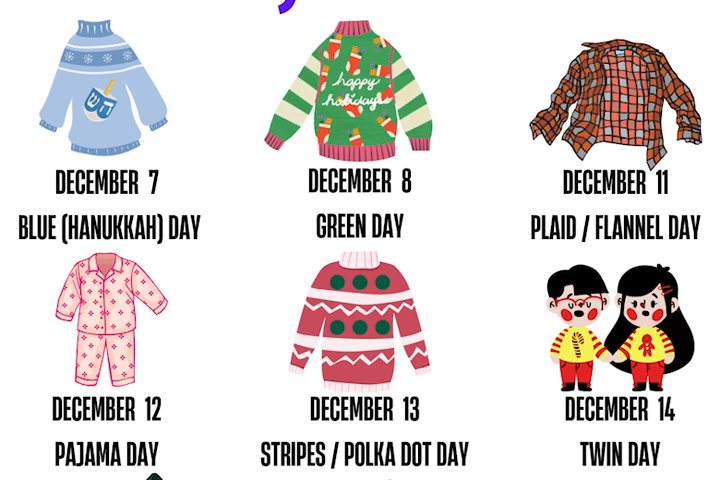 happy
holidays
DECEMBER 7
DECEMBER 8
DECEMBER 11
BLUE (HANUKKAH) DAY
GREEN DAY
PLAID / FLANNEL DAY
DECEMBER 12
DECEMBER 13
DECEMBER 14
PAJAMA DAY
STRIPES / POLKA DOT DAY
TWIN DAY